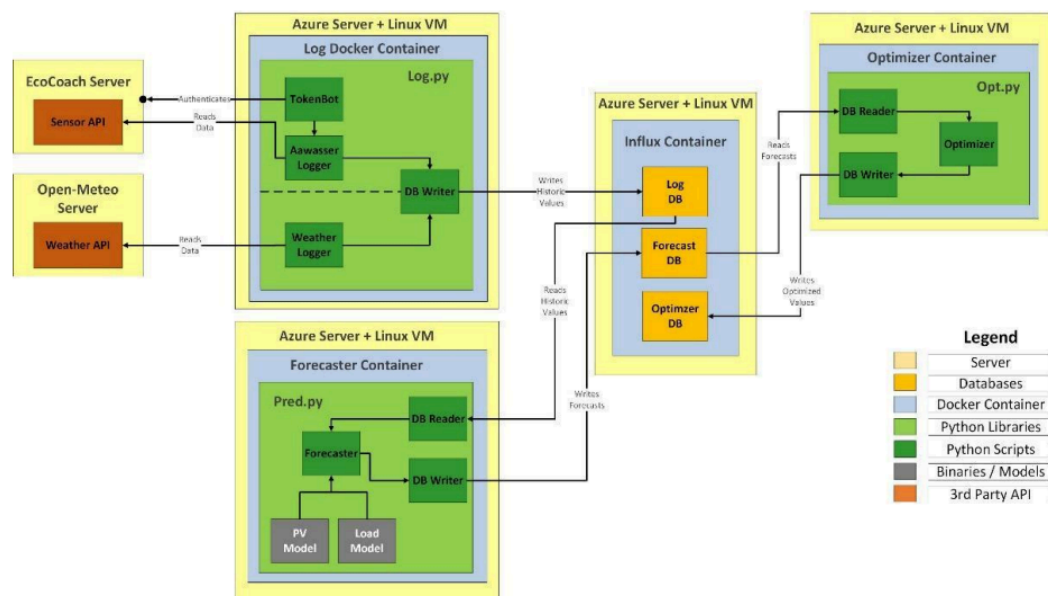 Azure Server + Linux VM
Log Docker Container
Log.py
TokenBot
Aawasser
Logger
DB Writer
Weather
Logger
EcoCoach Server
Sensor API
Open-Meteo
Server
Weather API
Authenticates
Reads
Data
Reads
Data
Writes
Historic
Values
Azure Server + Linux VM
Influx Container
Log
DB
Forecast
DB
Optimzer
DB
Reads
Forecasts
Azure Server + Linux VM
Optimizer Container
Opt.py
DB Reader
Optimizer
DB Writer
Writes
Optimized
Values
Reads
Historic
Values
Writes
Forecasts
Azure Server + Linux VM
Forecaster Container
Pred.py
DB Reader
Forecaster
DB Writer
PV
Model
Load
Model
Legend
Server
Databases
Docker Container
Python Libraries
Python Scripts
Binaries / Models
3rd Party API